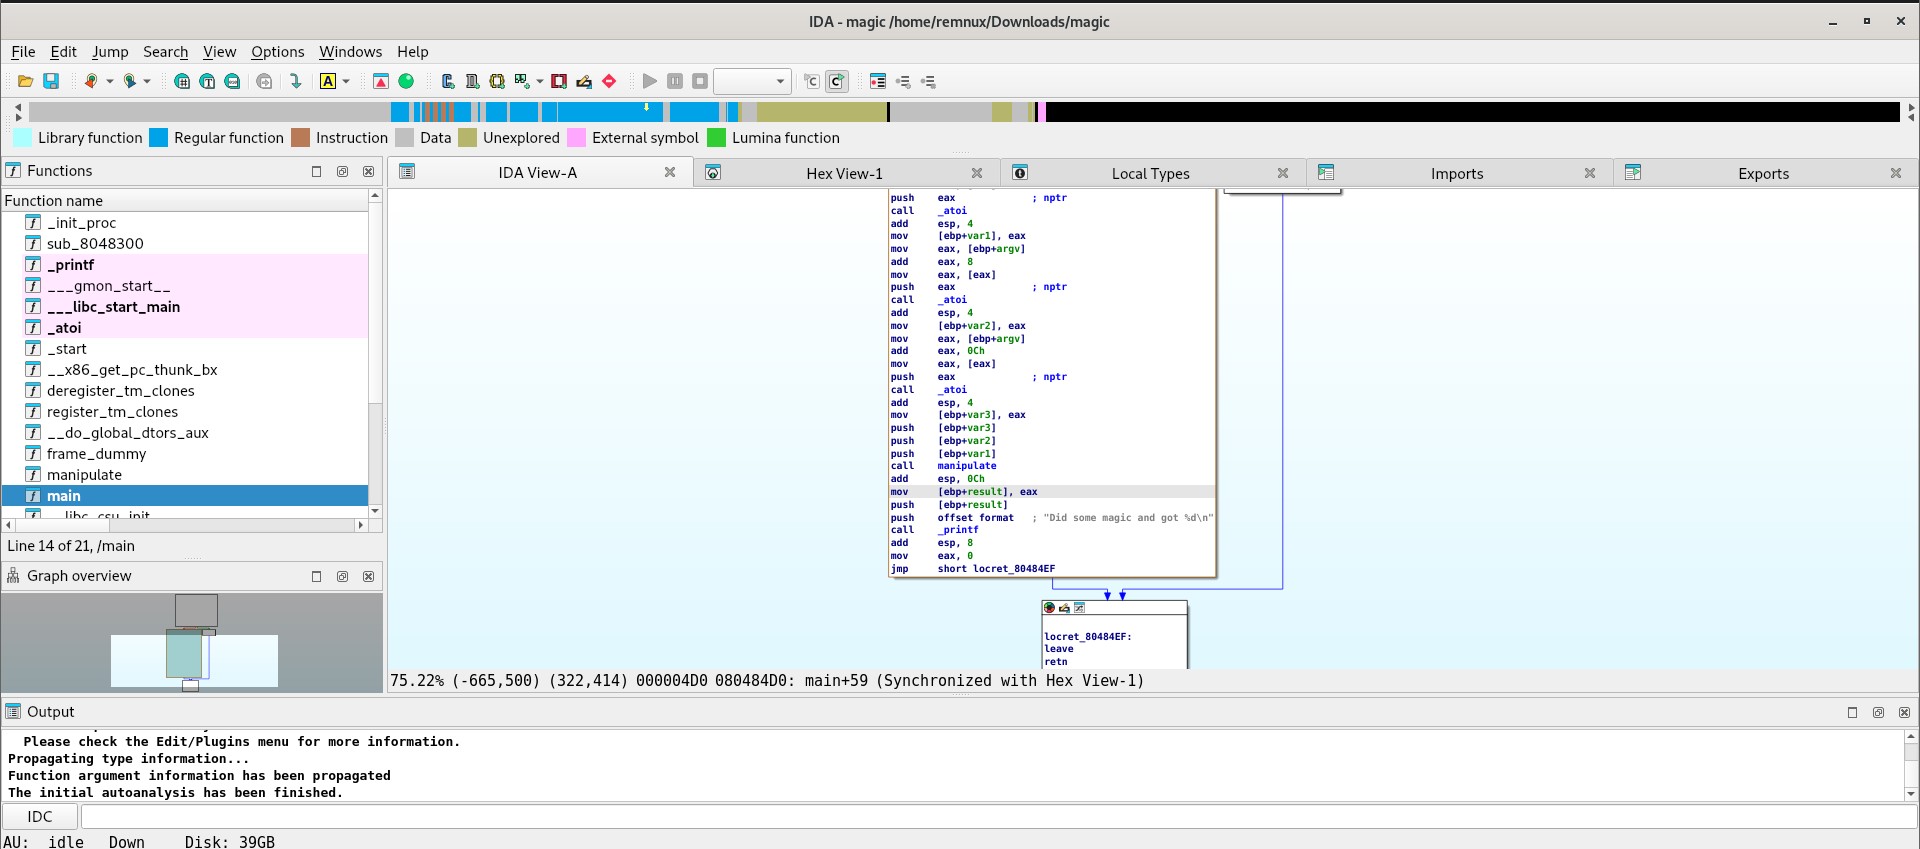 IDA - magic /home/remnux/Downloads/magic
File Edit Jump Search View Options Windows Help
Library function Regular function Instruction Data Unexplored External symbol Lumina function
Functions
Function name
_init_proc
sub_8048300
_printf
___gmon_start__
___libc_start_main
_atoi
_start
__x86_get_pc_thunk_bx
deregister_tm_clones
register_tm_clones
__do_global_dtors_aux
frame_dummy
manipulate
main
Line 14 of 21, /main
Graph overview
IDA View-A Hex View-1 Local Types Imports Exports
push eax ; nptr
call _atoi
add esp, 4
mov [ebp+var1], eax
mov eax, [ebp+argv]
add eax, 8
mov eax, [eax]
push eax ; nptr
call _atoi
add esp, 4
mov [ebp+var2], eax
mov eax, [ebp+argv]
add eax, 0Ch
mov eax, [eax]
push eax ; nptr
call _atoi
add esp, 4
mov [ebp+var3], eax
push [ebp+var3]
push [ebp+var2]
push [ebp+var1]
call manipulate
add esp, 0Ch
mov [ebp+result], eax
push [ebp+result]
push offset format ; "Did some magic and got %d\n"
call _printf
add esp, 8
mov eax, 0
jmp short locret_80484EF
locret_80484EF:
leave
retn
75.22% (-665,500) (322,414) 000004D0 080484D0: main+59 (Synchronized with Hex View-1)
Output
Please check the Edit/Plugins menu for more information.
Propagating type information...
Function argument information has been propagated
The initial autoanalysis has been finished.
IDC
AU: idle Down Disk: 39GB